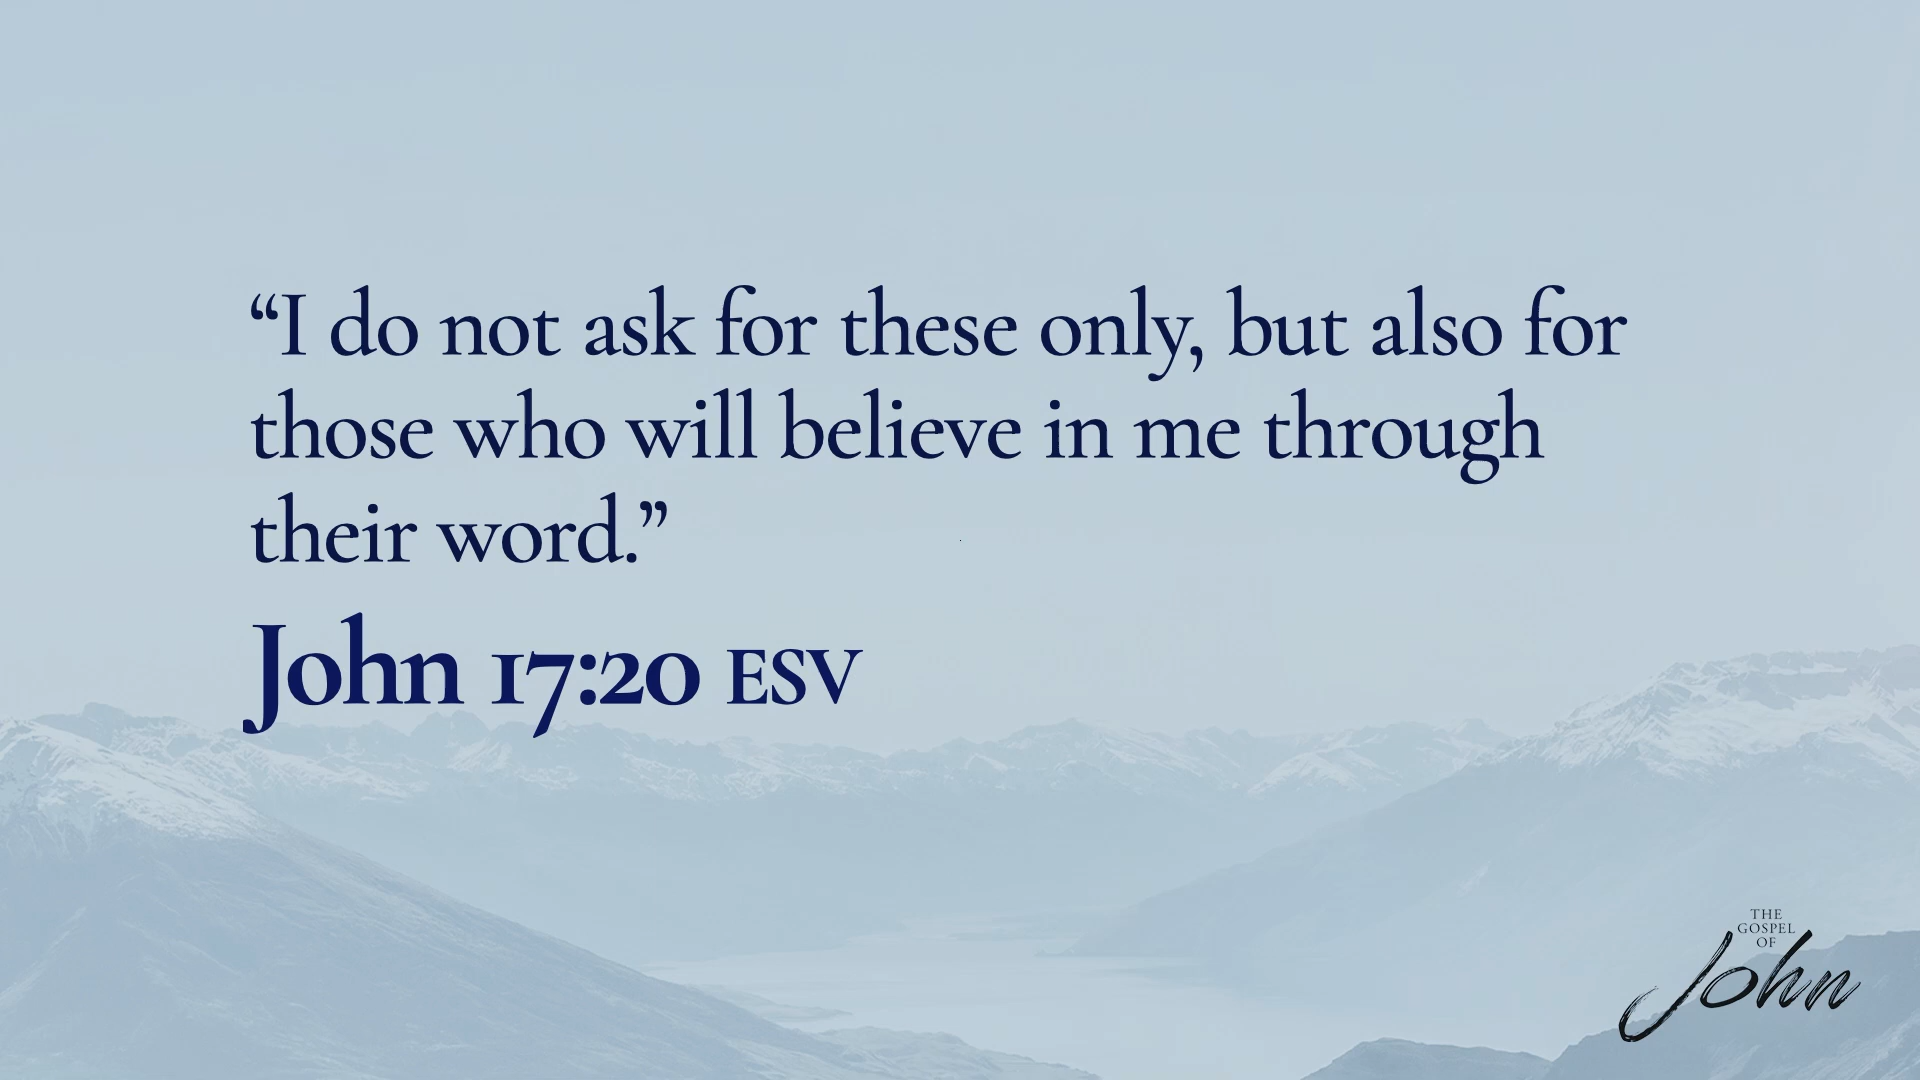 “I do not ask for these only, but also for
those who will believe in me through
their word.”
John 17:20 ESV
THE
GOSPEL
OF
John